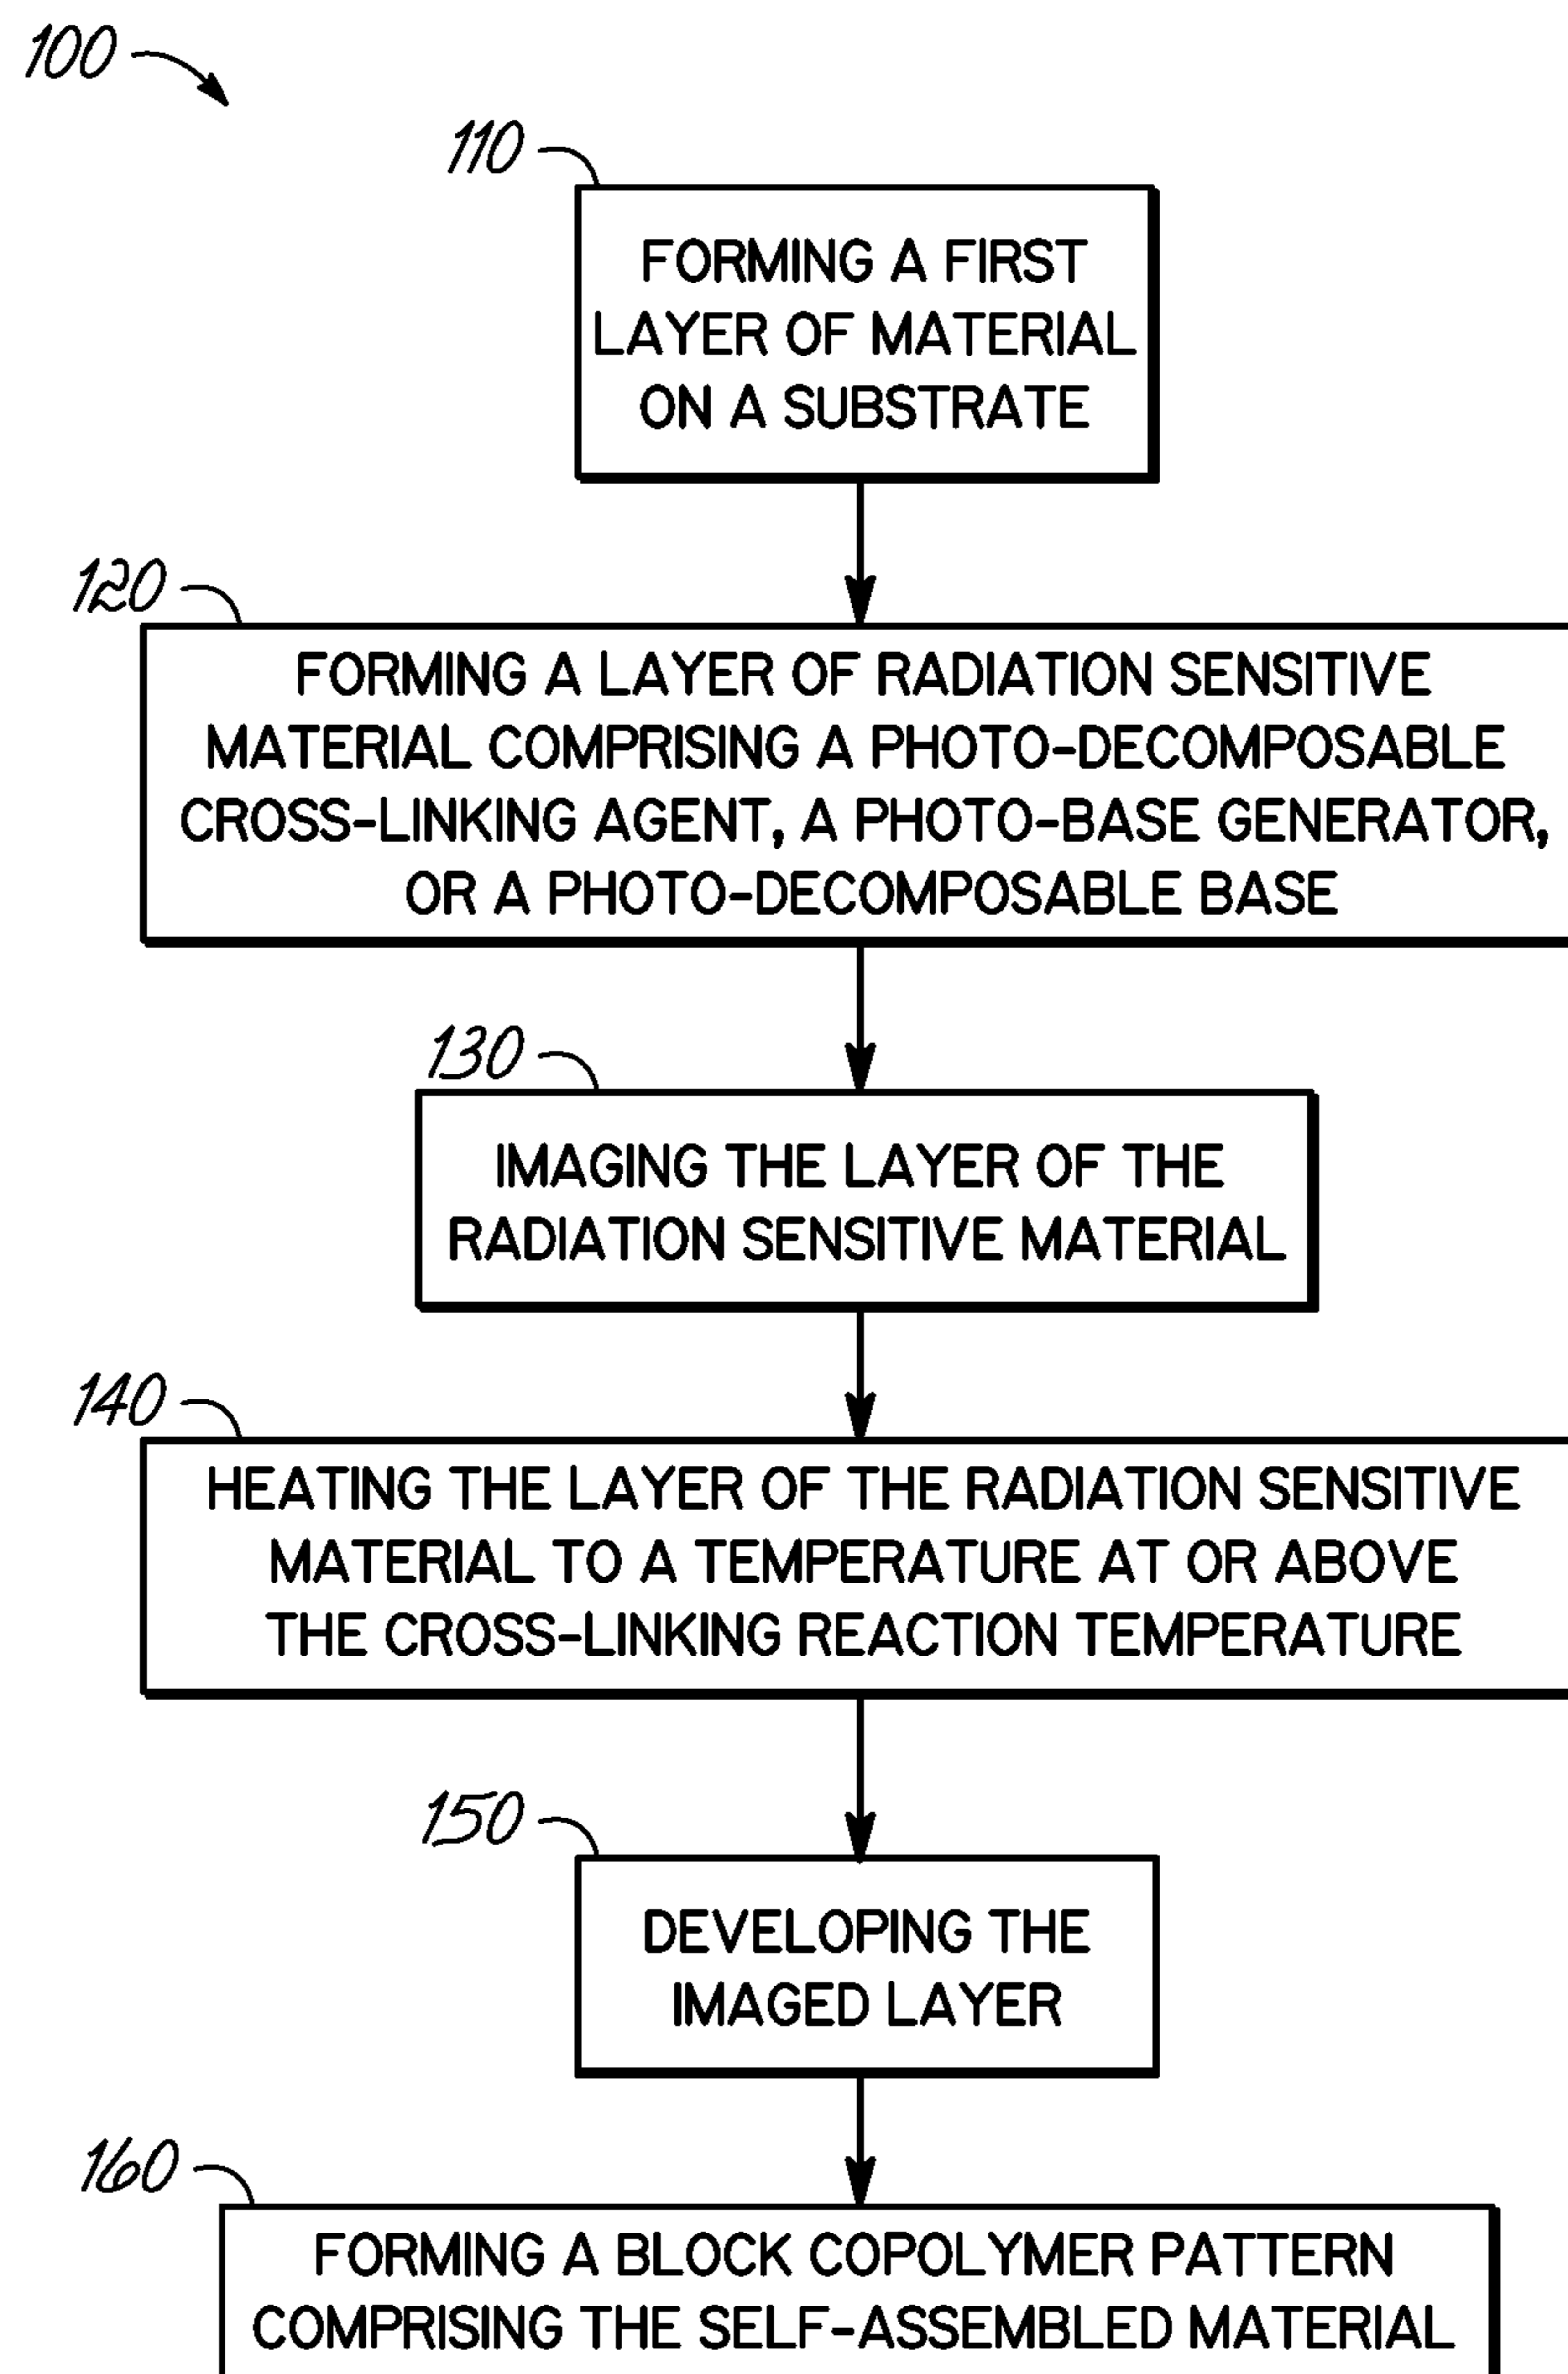 100
110
FORMING A FIRST
LAYER OF MATERIAL
ON A SUBSTRATE
120
FORMING A LAYER OF RADIATION SENSITIVE
MATERIAL COMPRISING A PHOTO-DECOMPOSABLE
CROSS-LINKING AGENT, A PHOTO-BASE GENERATOR,
OR A PHOTO-DECOMPOSABLE BASE
130
IMAGING THE LAYER OF THE
RADIATION SENSITIVE MATERIAL
140
HEATING THE LAYER OF THE RADIATION SENSITIVE
MATERIAL TO A TEMPERATURE AT OR ABOVE
THE CROSS-LINKING REACTION TEMPERATURE
150
DEVELOPING THE
IMAGED LAYER
160
FORMING A BLOCK COPOLYMER PATTERN
COMPRISING THE SELF-ASSEMBLED MATERIAL